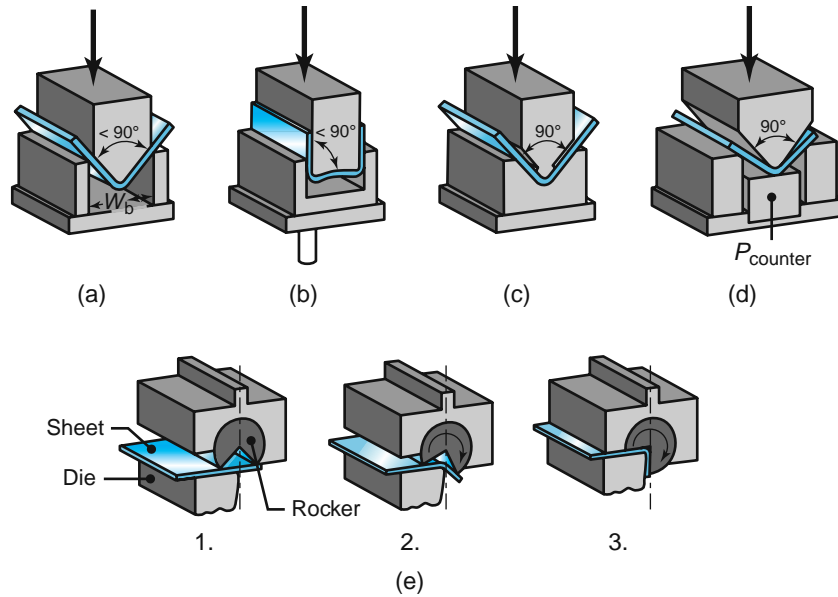 < 90°
< 90°
90°
90°
W_b
P_counter
(a) (b) (c) (d)
Sheet
Die
Rocker
1. 2. 3.
(e)